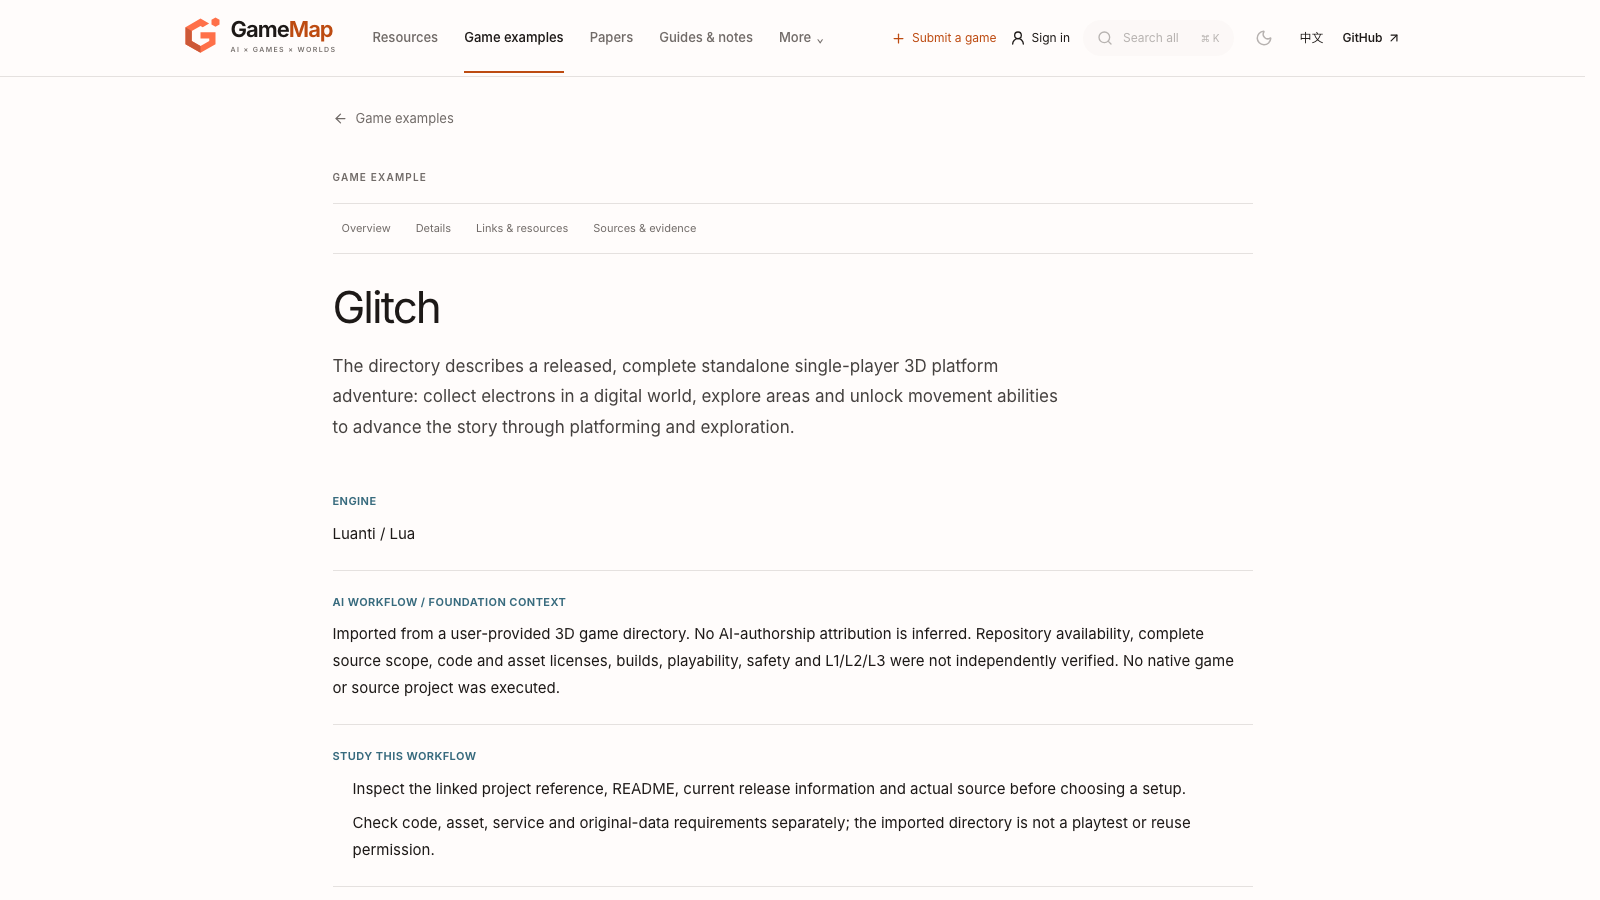 GameMap
AI × GAMES × WORLDS
Resources
Game examples
Papers
Guides & notes
More
Submit a game
Sign in
Search all
⌘ K
中文
GitHub
Game examples
GAME EXAMPLE
Overview
Details
Links & resources
Sources & evidence
Glitch
The directory describes a released, complete standalone single-player 3D platform
adventure: collect electrons in a digital world, explore areas and unlock movement abilities
to advance the story through platforming and exploration.
ENGINE
Luanti / Lua
AI WORKFLOW / FOUNDATION CONTEXT
Imported from a user-provided 3D game directory. No AI-authorship attribution is inferred. Repository availability, complete
source scope, code and asset licenses, builds, playability, safety and L1/L2/L3 were not independently verified. No native game
or source project was executed.
STUDY THIS WORKFLOW
Inspect the linked project reference, README, current release information and actual source before choosing a setup.
Check code, asset, service and original-data requirements separately; the imported directory is not a playtest or reuse
permission.